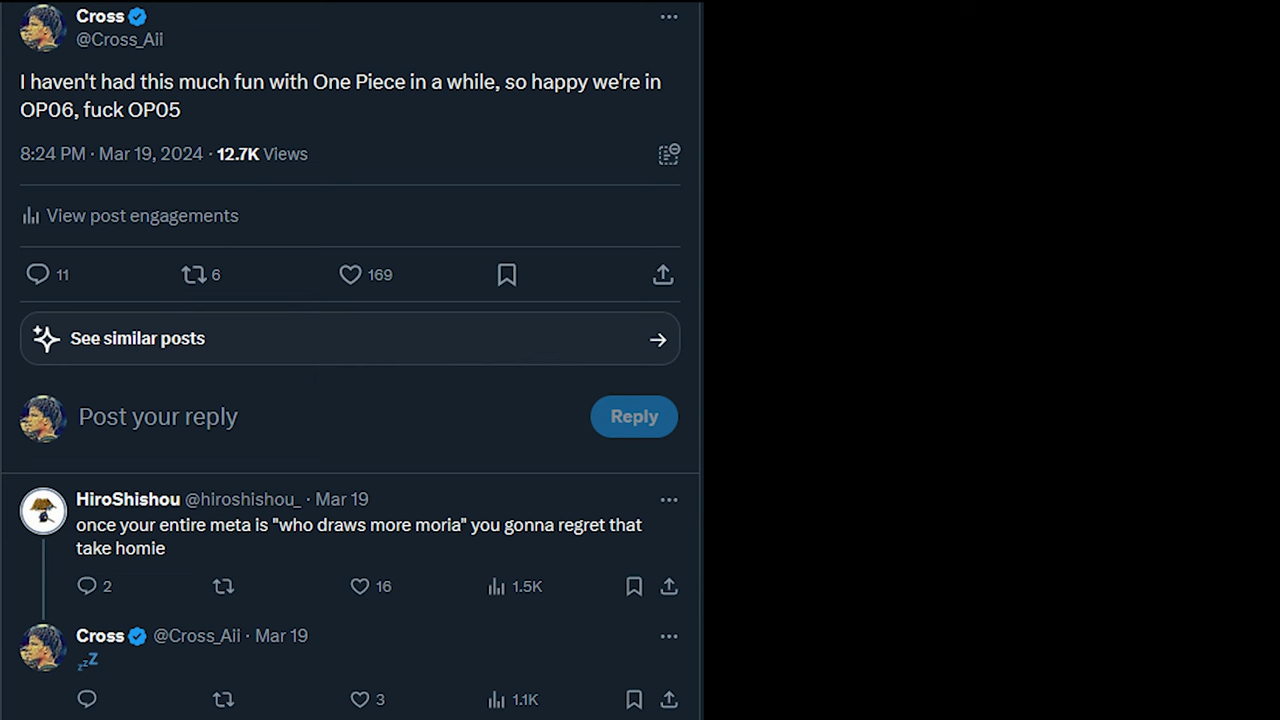 Cross
@Cross_Aii
I haven't had this much fun with One Piece in a while, so happy we're in
OP06, fuck OP05
8:24 PM · Mar 19, 2024 · 12.7K Views
View post engagements
11 6 169
See similar posts
Post your reply Reply
HiroShishou @hiroshishou_ · Mar 19
once your entire meta is "who draws more moria" you gonna regret that
take homie
2 16 1.5K
Cross @Cross_Aii · Mar 19
💤
3 1.1K